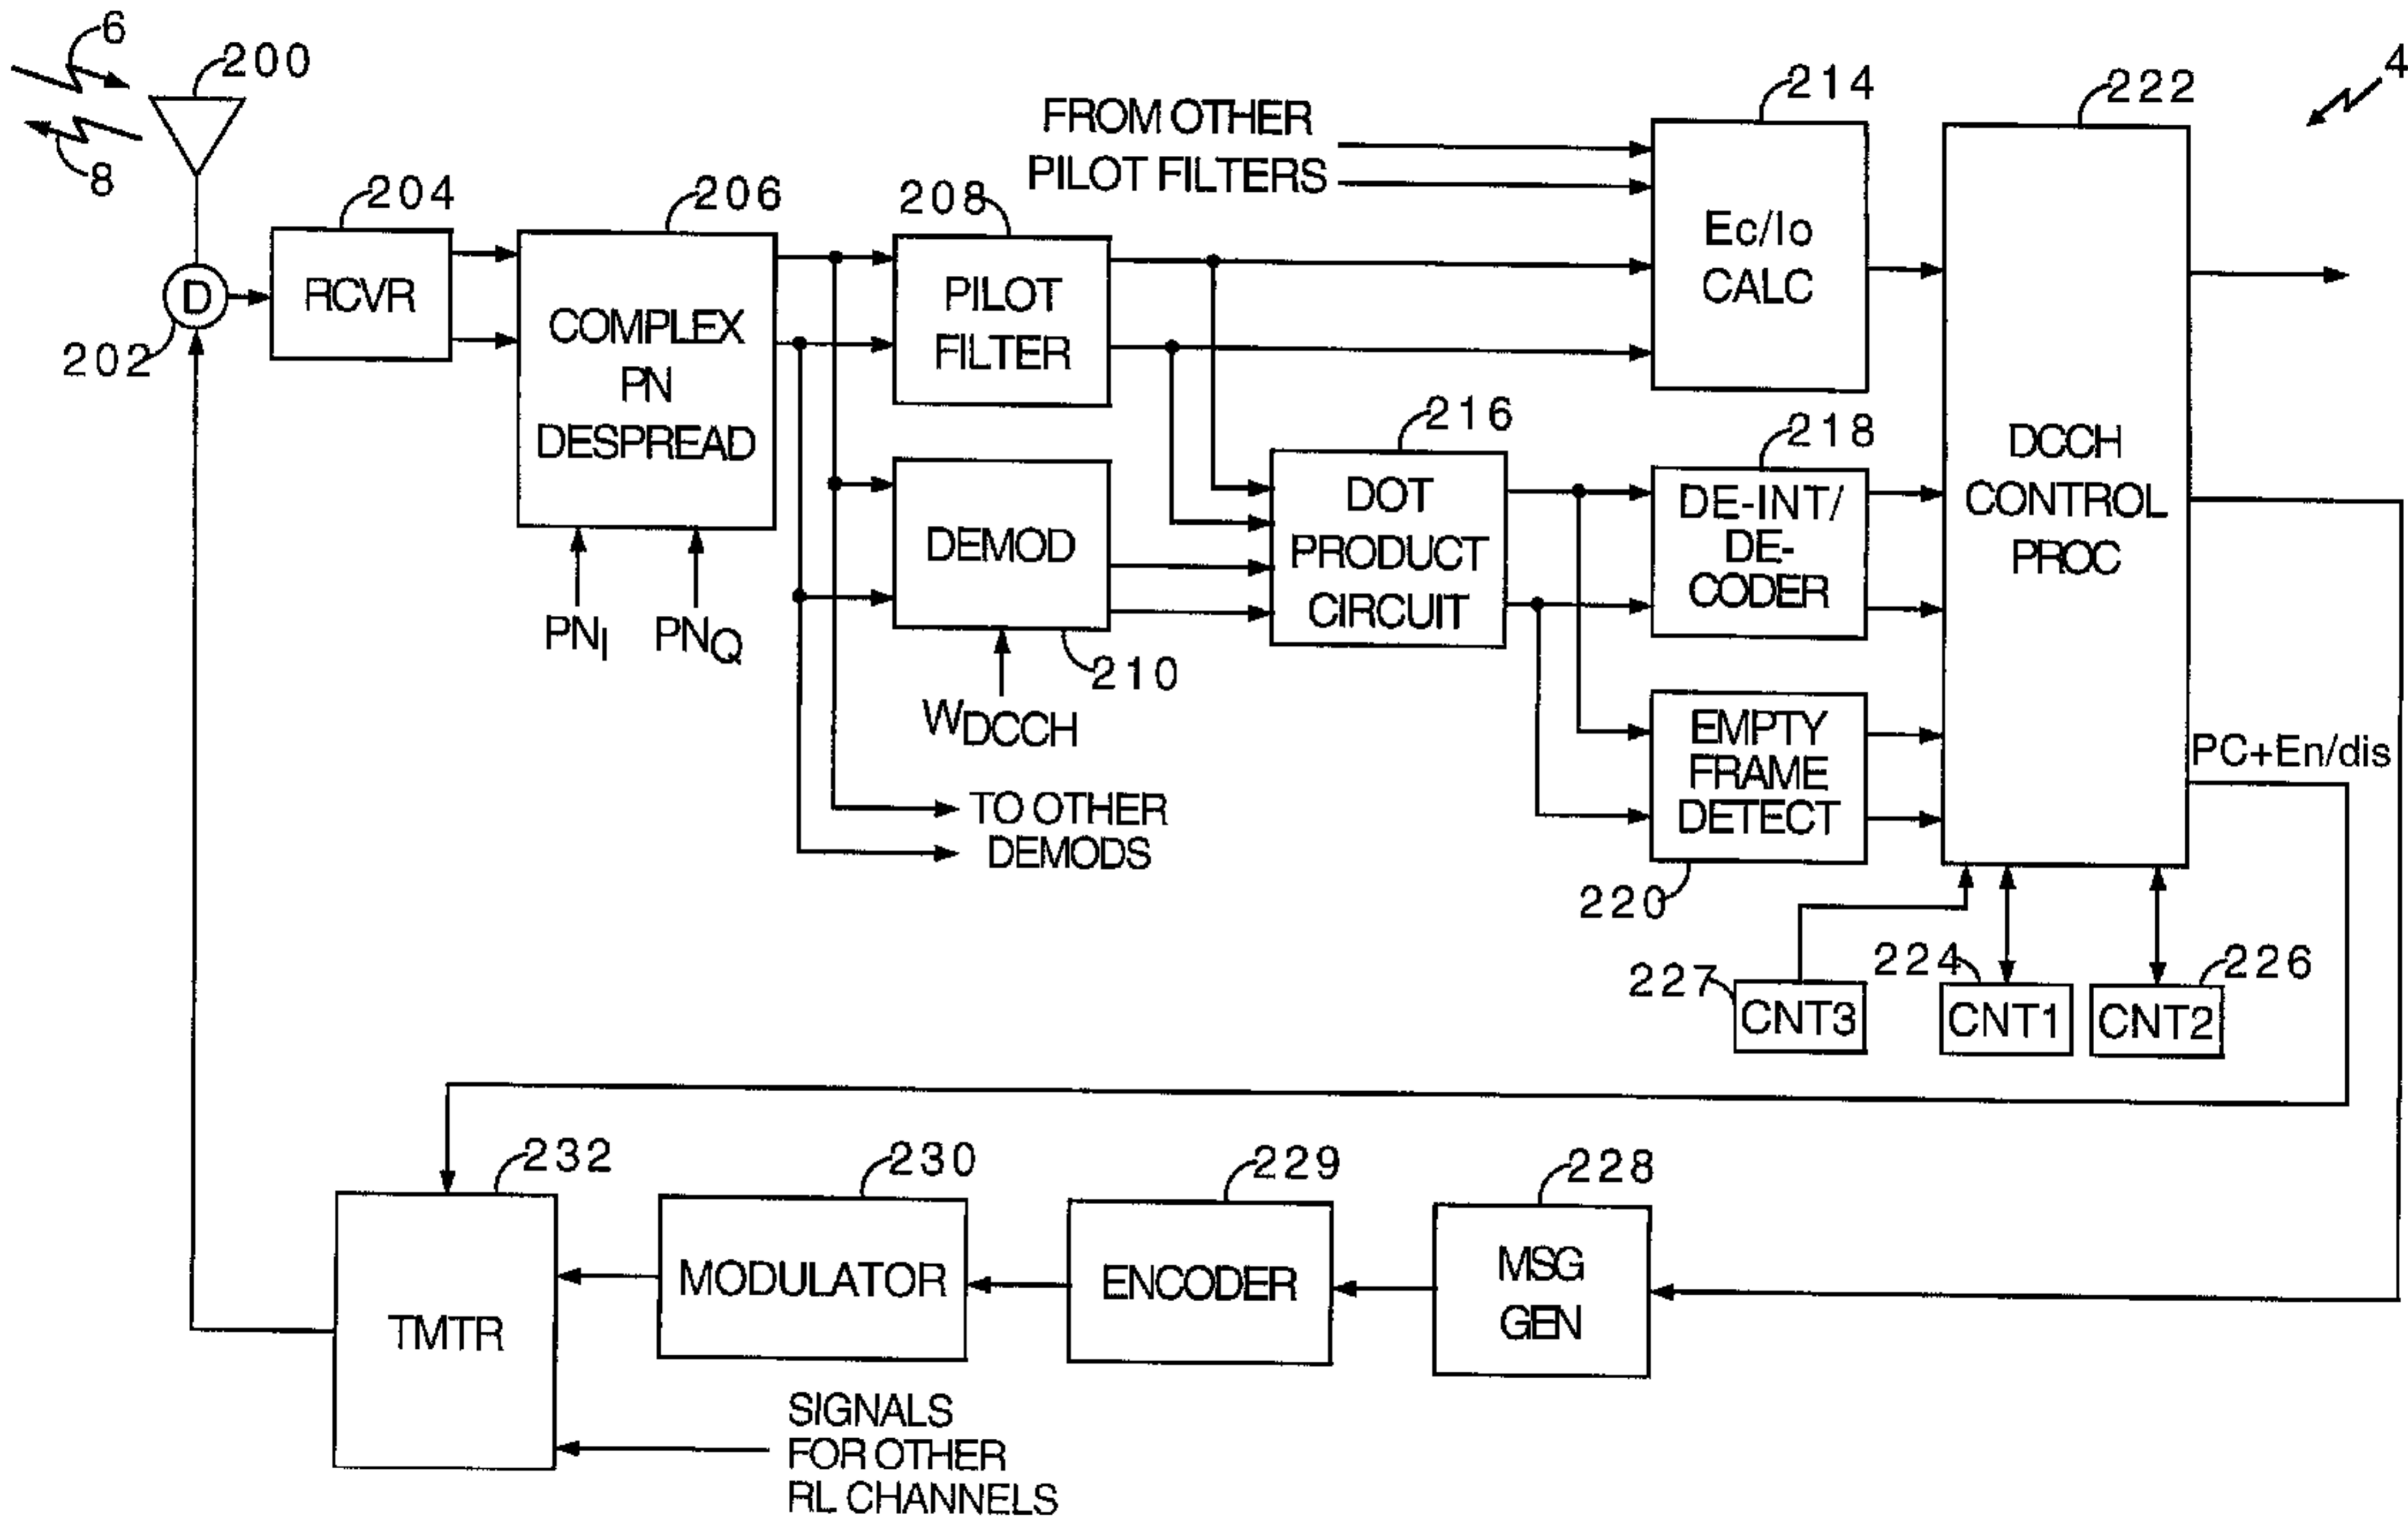 6
200
8
D
202
204
RCVR
206
COMPLEX
PN
DESPREAD
PNI
PNQ
208
PILOT
FILTER
DEMOD
210
WDCCH
TO OTHER
DEMODS
FROM OTHER
PILOT FILTERS
214
Ec/Io
CALC
216
DOT
PRODUCT
CIRCUIT
218
DE-INT/
DE-
CODER
EMPTY
FRAME
DETECT
220
222
DCCH
CONTROL
PROC
4
PC+En/dis
227
CNT3
224
CNT1
226
CNT2
232
TMTR
230
MODULATOR
229
ENCODER
228
MSG
GEN
SIGNALS
FOR OTHER
RL CHANNELS